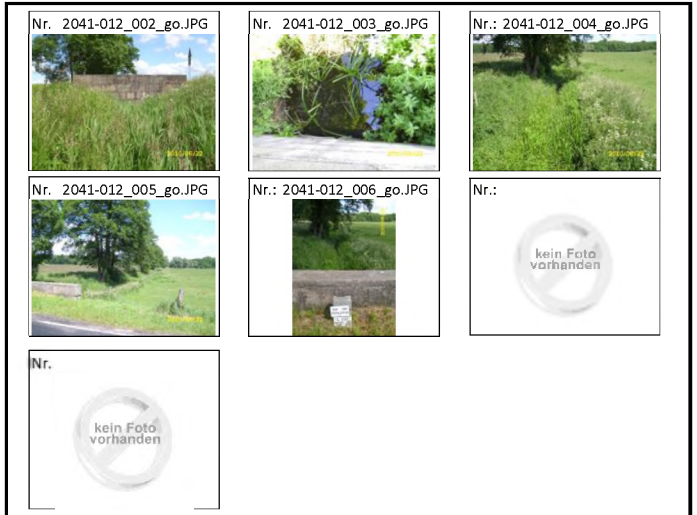 Nr. 2041-012_002_go.JPG
Nr. 2041-012_003_go.JPG
Nr.: 2041-012_004_go.JPG
Nr. 2041-012_005_go.JPG
Nr.: 2041-012_006_go.JPG
Nr.:
kein Foto
vorhanden
Nr.
kein Foto
vorhanden